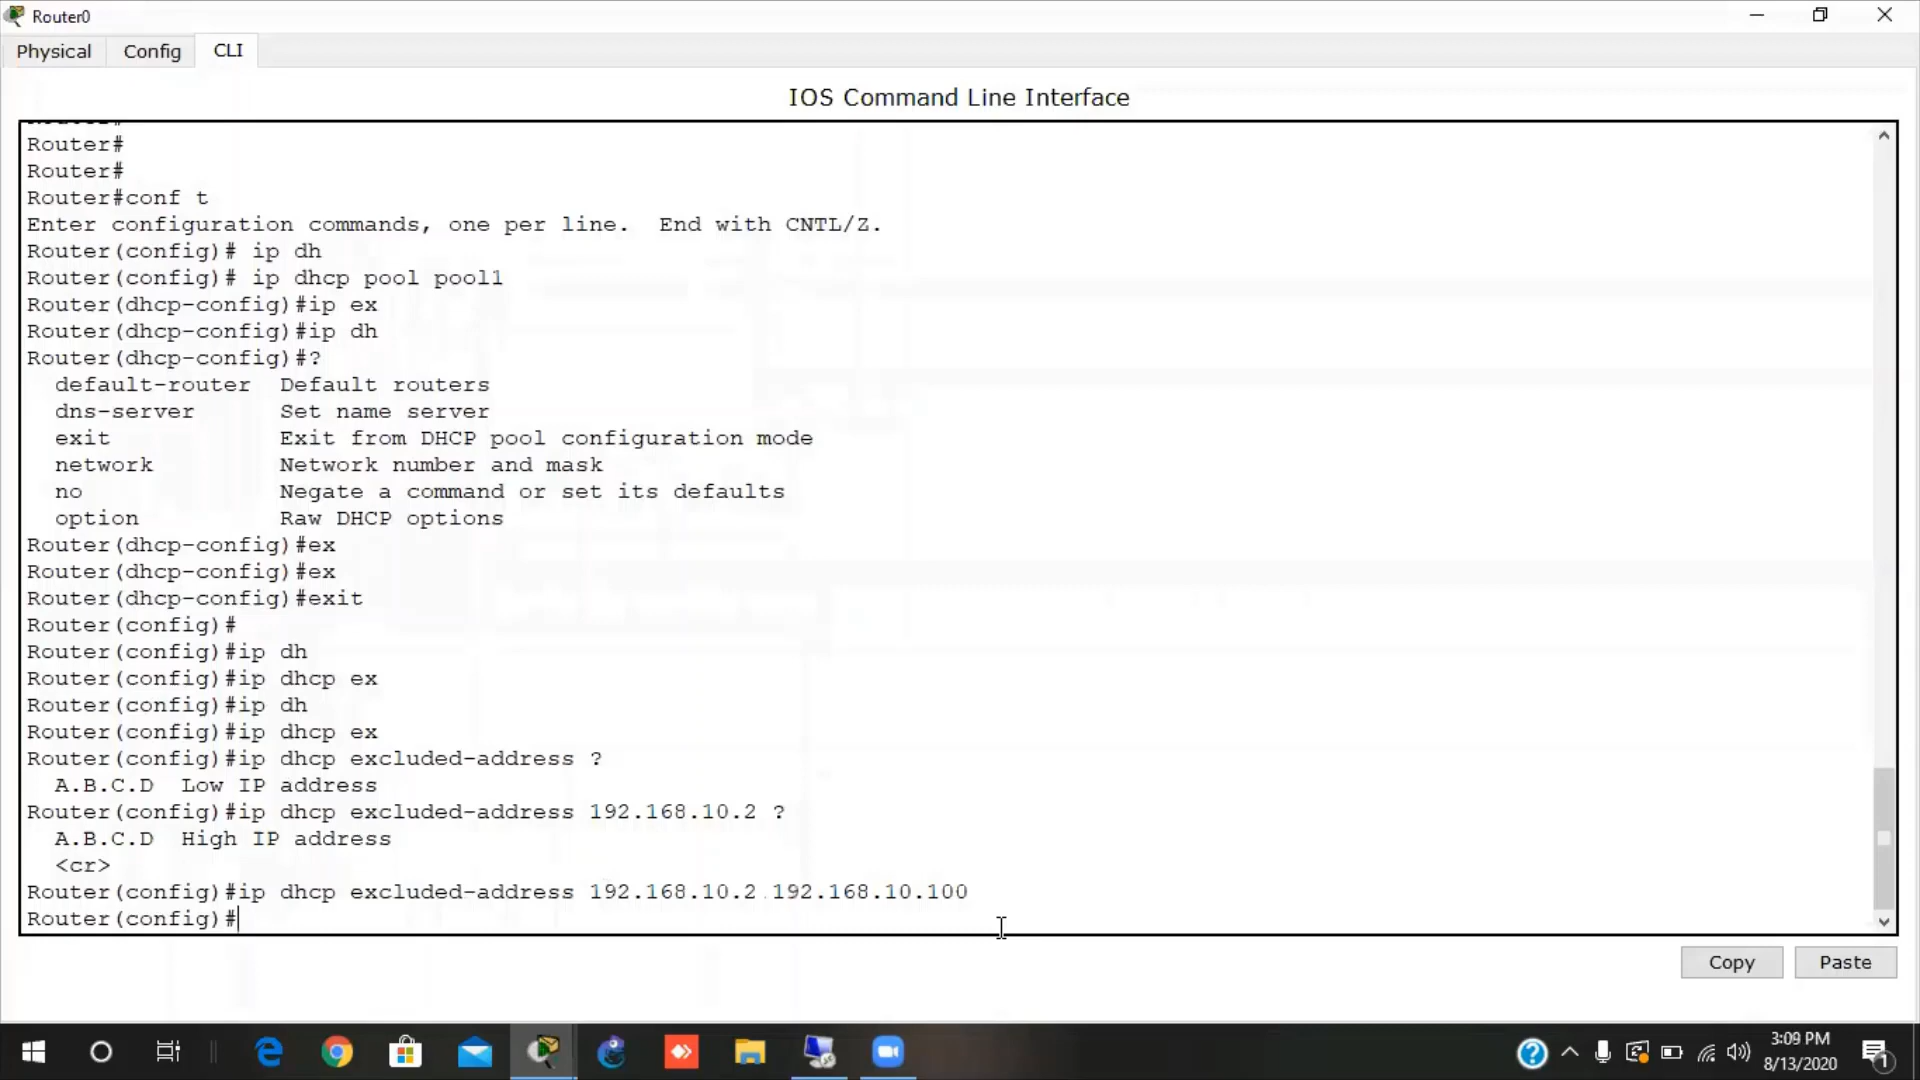 Router0
Physical Config CLI
IOS Command Line Interface
Router#
Router#
Router#conf t
Enter configuration commands, one per line.  End with CNTL/Z.
Router(config)# ip dh
Router(config)# ip dhcp pool pool1
Router(dhcp-config)#ip ex
Router(dhcp-config)#ip dh
Router(dhcp-config)#?
default-router  Default routers
dns-server      Set name server
exit            Exit from DHCP pool configuration mode
network         Network number and mask
no              Negate a command or set its defaults
option          Raw DHCP options
Router(dhcp-config)#ex
Router(dhcp-config)#ex
Router(dhcp-config)#exit
Router(config)#
Router(config)#ip dh
Router(config)#ip dhcp ex
Router(config)#ip dh
Router(config)#ip dhcp ex
Router(config)#ip dhcp excluded-address ?
A.B.C.D  Low IP address
Router(config)#ip dhcp excluded-address 192.168.10.2 ?
A.B.C.D  High IP address
<cr>
Router(config)#ip dhcp excluded-address 192.168.10.2 192.168.10.100
Router(config)#
Copy Paste
3:09 PM
8/13/2020
1